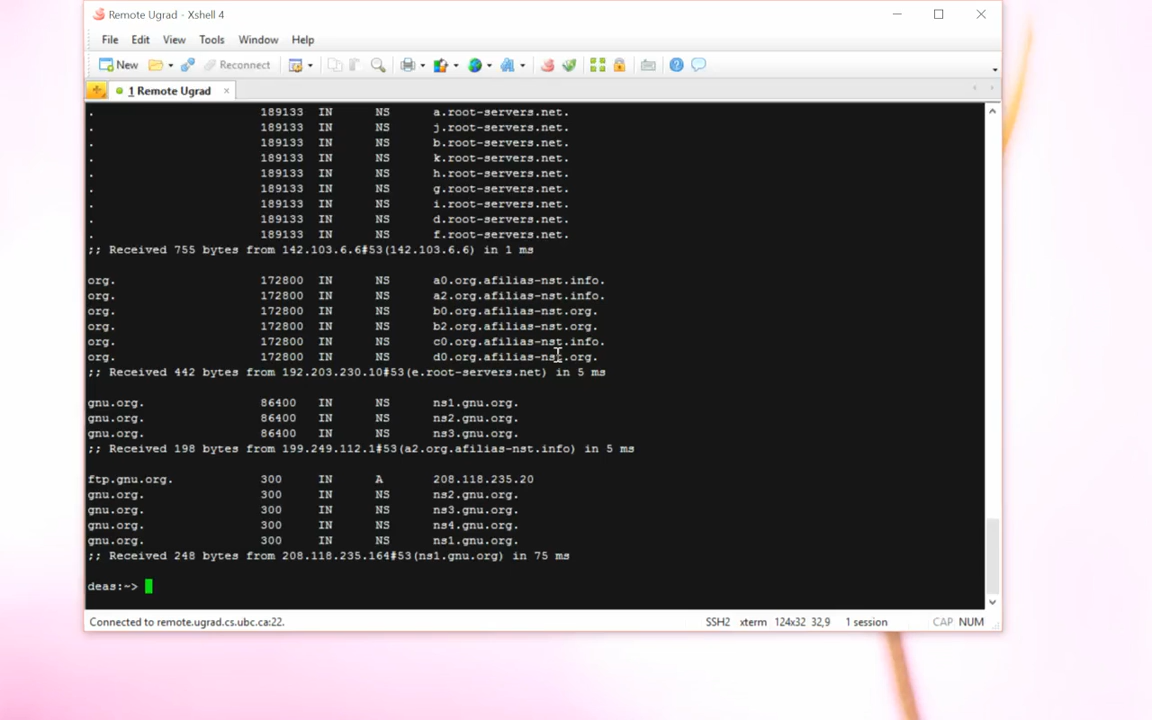 Remote Ugrad - Xshell 4
File Edit View Tools Window Help
New Reconnect
1 Remote Ugrad
. 189133 IN NS a.root-servers.net.
. 189133 IN NS j.root-servers.net.
. 189133 IN NS b.root-servers.net.
. 189133 IN NS k.root-servers.net.
. 189133 IN NS h.root-servers.net.
. 189133 IN NS g.root-servers.net.
. 189133 IN NS i.root-servers.net.
. 189133 IN NS d.root-servers.net.
. 189133 IN NS f.root-servers.net.
;; Received 755 bytes from 142.103.6.6#53(142.103.6.6) in 1 ms
org. 172800 IN NS a0.org.afilias-nst.info.
org. 172800 IN NS a2.org.afilias-nst.info.
org. 172800 IN NS b0.org.afilias-nst.org.
org. 172800 IN NS b2.org.afilias-nst.org.
org. 172800 IN NS c0.org.afilias-nst.info.
org. 172800 IN NS d0.org.afilias-nst.org.
;; Received 442 bytes from 192.203.230.10#53(e.root-servers.net) in 5 ms
gnu.org. 86400 IN NS ns1.gnu.org.
gnu.org. 86400 IN NS ns2.gnu.org.
gnu.org. 86400 IN NS ns3.gnu.org.
;; Received 198 bytes from 199.249.112.1#53(a2.org.afilias-nst.info) in 5 ms
ftp.gnu.org. 300 IN A 208.118.235.20
gnu.org. 300 IN NS ns2.gnu.org.
gnu.org. 300 IN NS ns3.gnu.org.
gnu.org. 300 IN NS ns4.gnu.org.
gnu.org. 300 IN NS ns1.gnu.org.
;; Received 248 bytes from 208.118.235.164#53(ns1.gnu.org) in 75 ms
deas:~>
Connected to remote.ugrad.cs.ubc.ca:22. SSH2 xterm 124x32 32,9 1 session CAP NUM